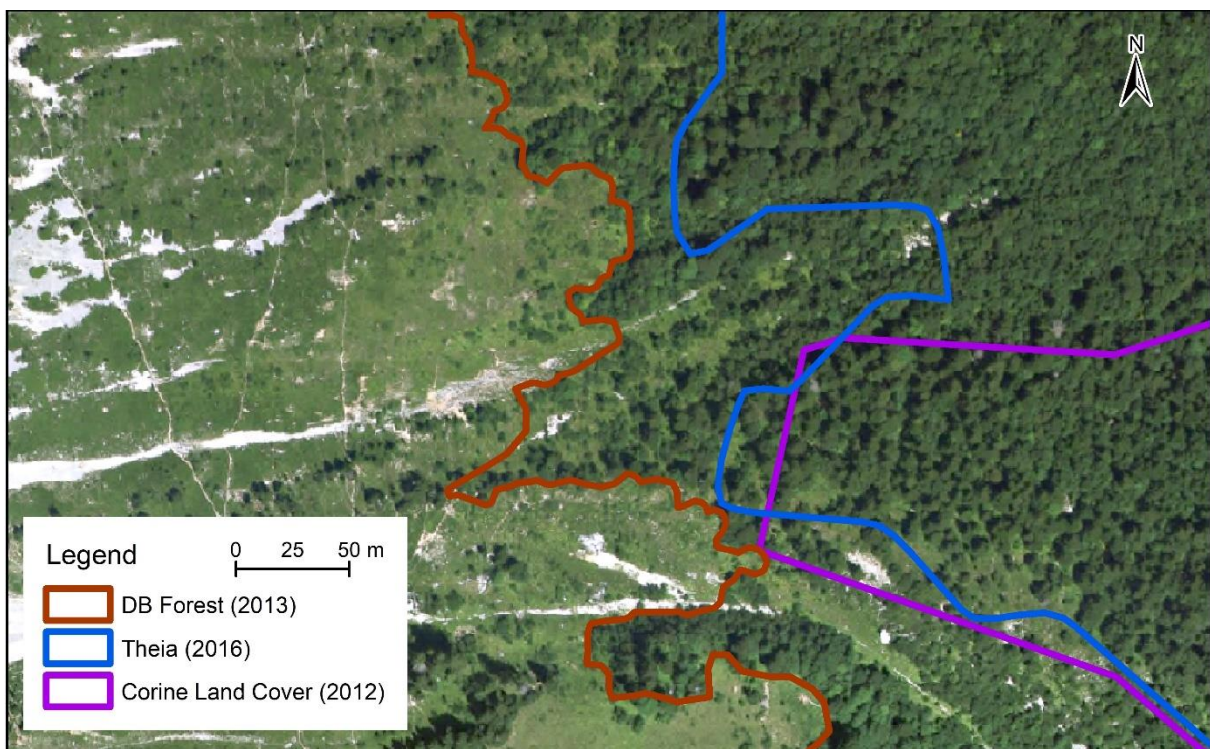 N
Legend
0 25 50 m
DB Forest (2013)
Theia (2016)
Corine Land Cover (2012)